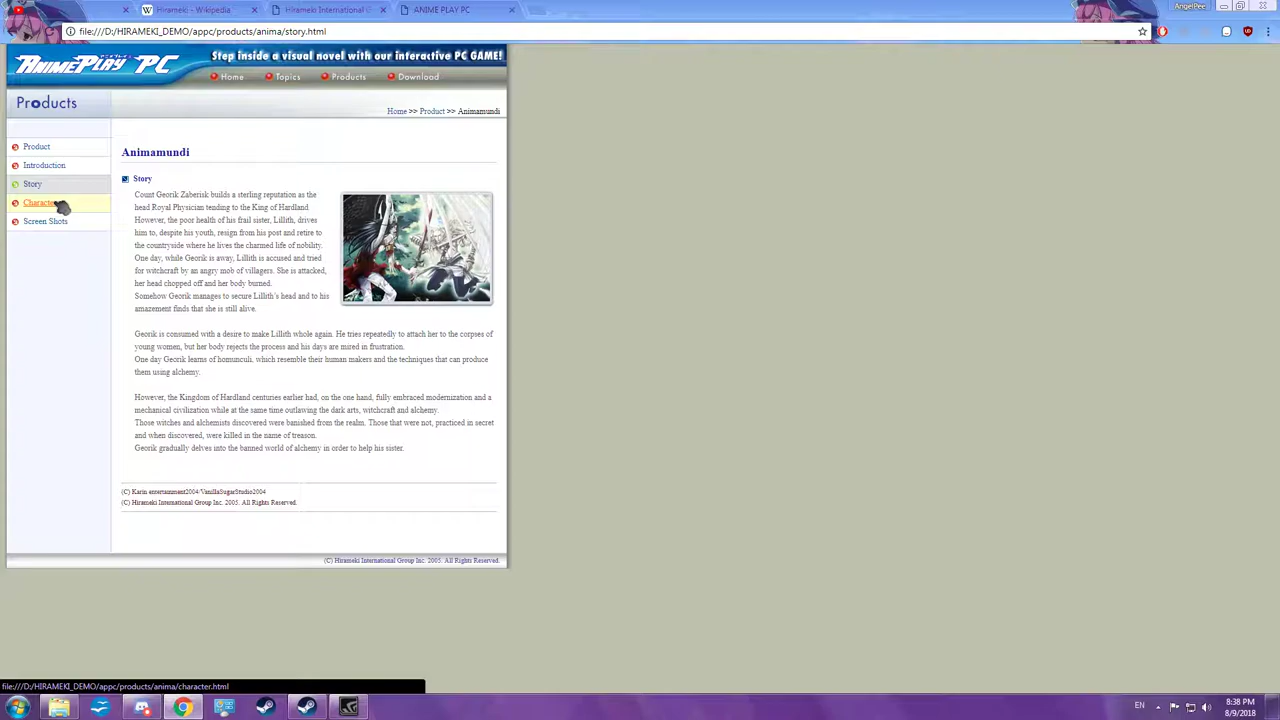 AngelPee
Hirameki - Wikipedia
Hirameki International G
ANIME PLAY PC
file:///D:/HIRAMEKI_DEMO/appc/products/anima/story.html
ANIMEPLAY PC
Step inside a visual novel with our interactive PC GAME!
Home Topics Products Download
Products
Home >> Product >> Animamundi
Product
Introduction
Story
Character
Screen Shots
Animamundi
Story
Count Georik Zaberisk builds a sterling reputation as the
head Royal Physician tending to the King of Hardland
However, the poor health of his frail sister, Lillith, drives
him to, despite his youth, resign from his post and retire to
the countryside where he lives the charmed life of nobility.
One day, while Georik is away, Lillith is accused and tried
for witchcraft by an angry mob of villagers. She is attacked,
her head chopped off and her body burned.
Somehow Georik manages to secure Lillith's head and to his
amazement finds that she is still alive.
Georik is consumed with a desire to make Lillith whole again. He tries repeatedly to attach her to the corpses of
young women, but her body rejects the process and his days are mired in frustration.
One day Georik learns of homunculi, which resemble their human makers and the techniques that can produce
them using alchemy.
However, the Kingdom of Hardland centuries earlier had, on the one hand, fully embraced modernization and a
mechanical civilization while at the same time outlawing the dark arts, witchcraft and alchemy.
Those witches and alchemists discovered were banished from the realm. Those that were not, practiced in secret
and when discovered, were killed in the name of treason.
Georik gradually delves into the banned world of alchemy in order to help his sister.
(C) Karin entertainment2004/VanillaSugarStudio2004
(C) Hirameki International Group Inc. 2005. All Rights Reserved.
(C) Hirameki International Group Inc. 2005. All Rights Reserved.
file:///D:/HIRAMEKI_DEMO/appc/products/anima/character.html
EN
8:38 PM
8/9/2018